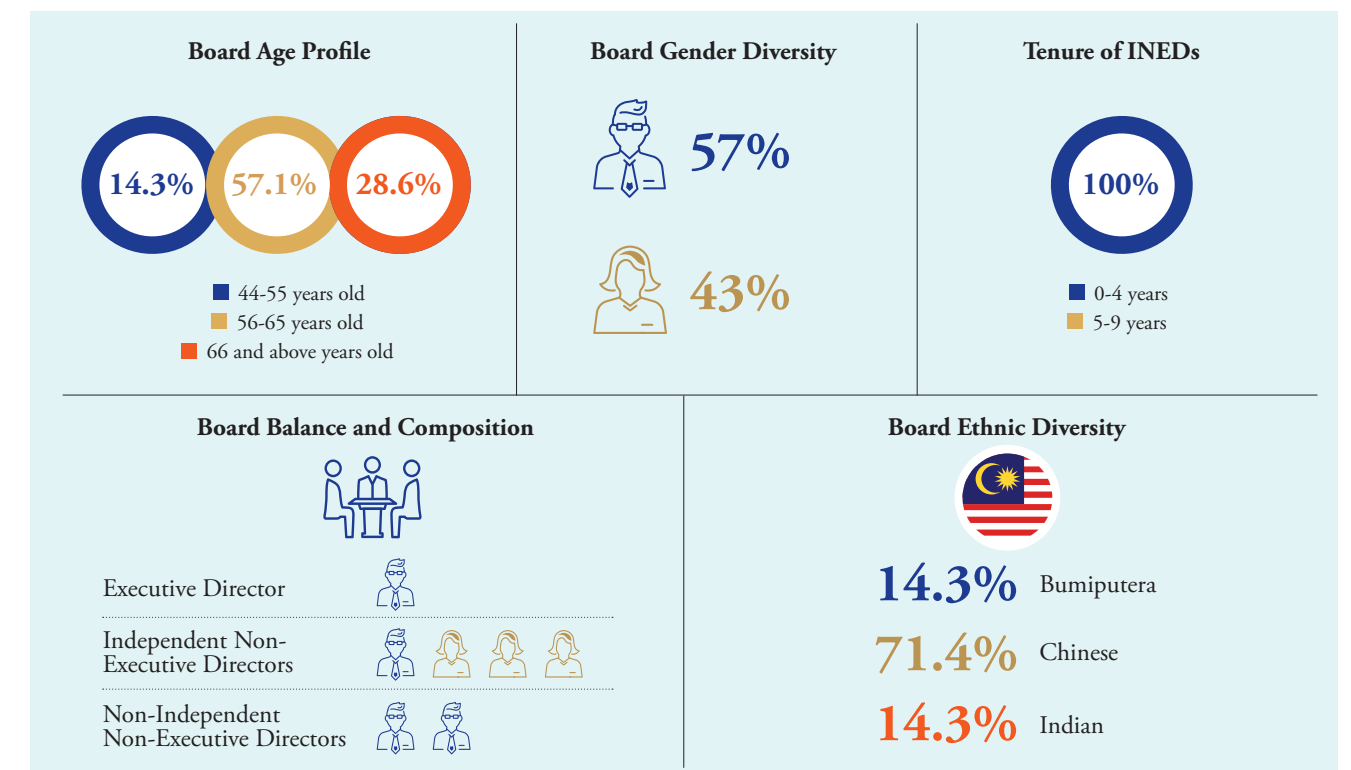 Board Age Profile
14.3%
57.1%
28.6%
44-55 years old
56-65 years old
66 and above years old
Board Gender Diversity
57%
43%
Tenure of INEDs
100%
0-4 years
5-9 years
Board Balance and Composition
Executive Director
Independent Non-
Executive Directors
Non-Independent
Non-Executive Directors
Board Ethnic Diversity
14.3% Bumiputera
71.4% Chinese
14.3% Indian